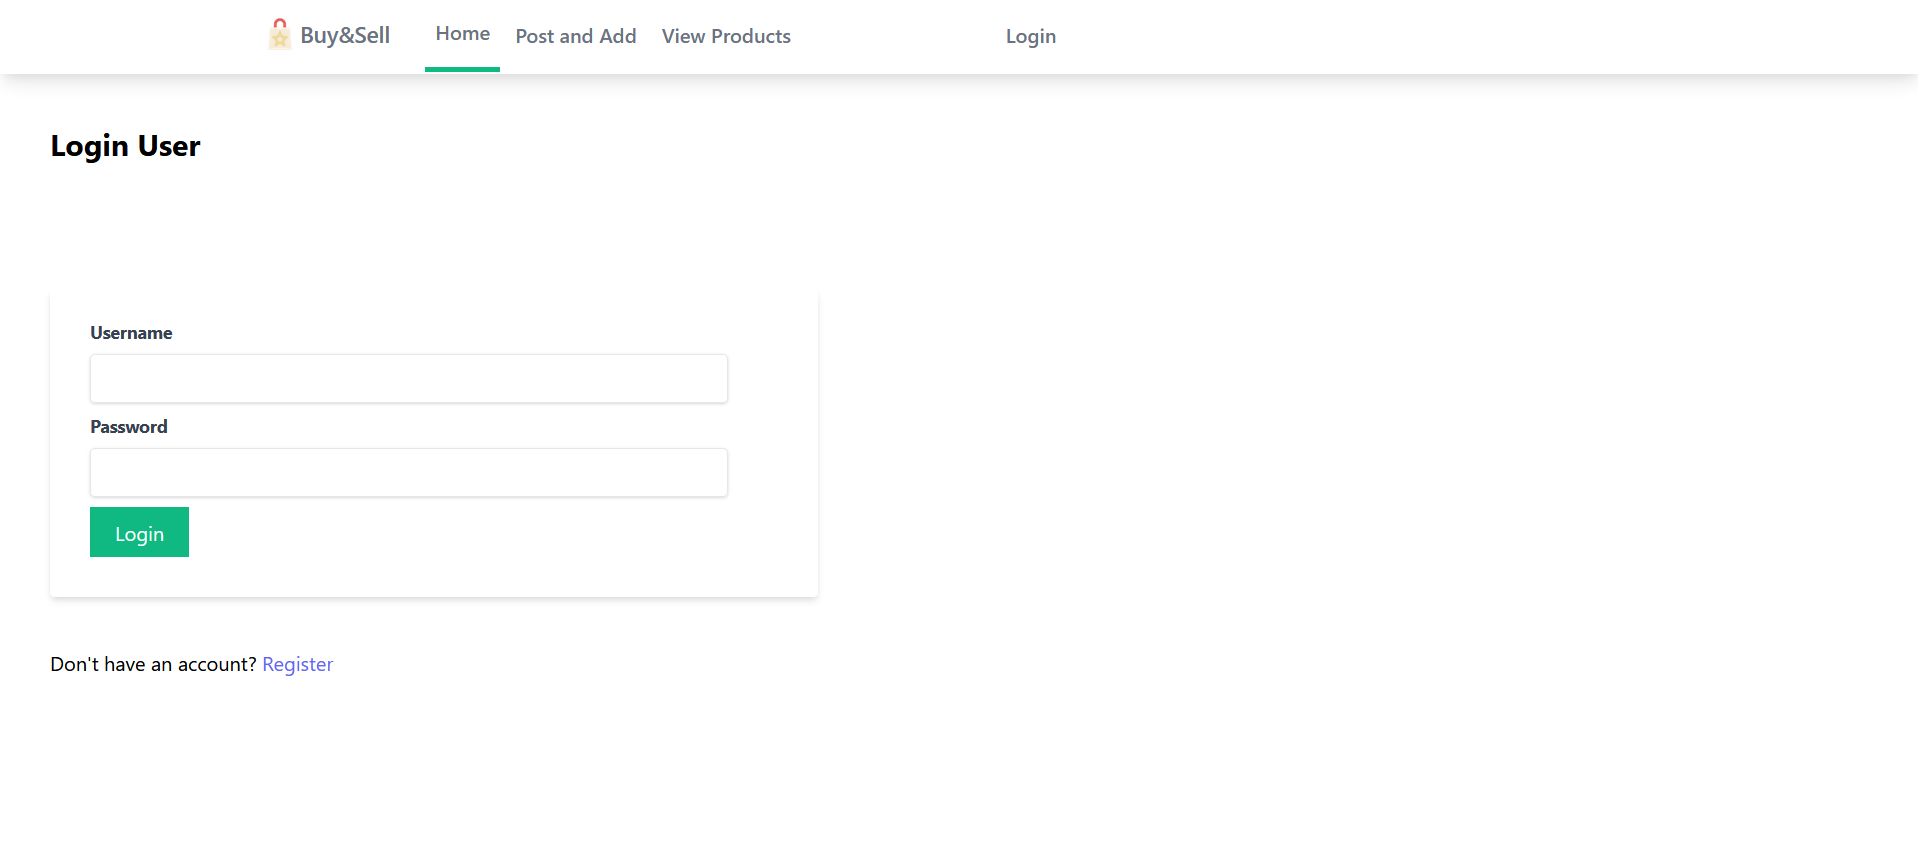 Buy&Sell Home Post and Add View Products Login
Login User
Username
Password
Login
Don't have an account? Register